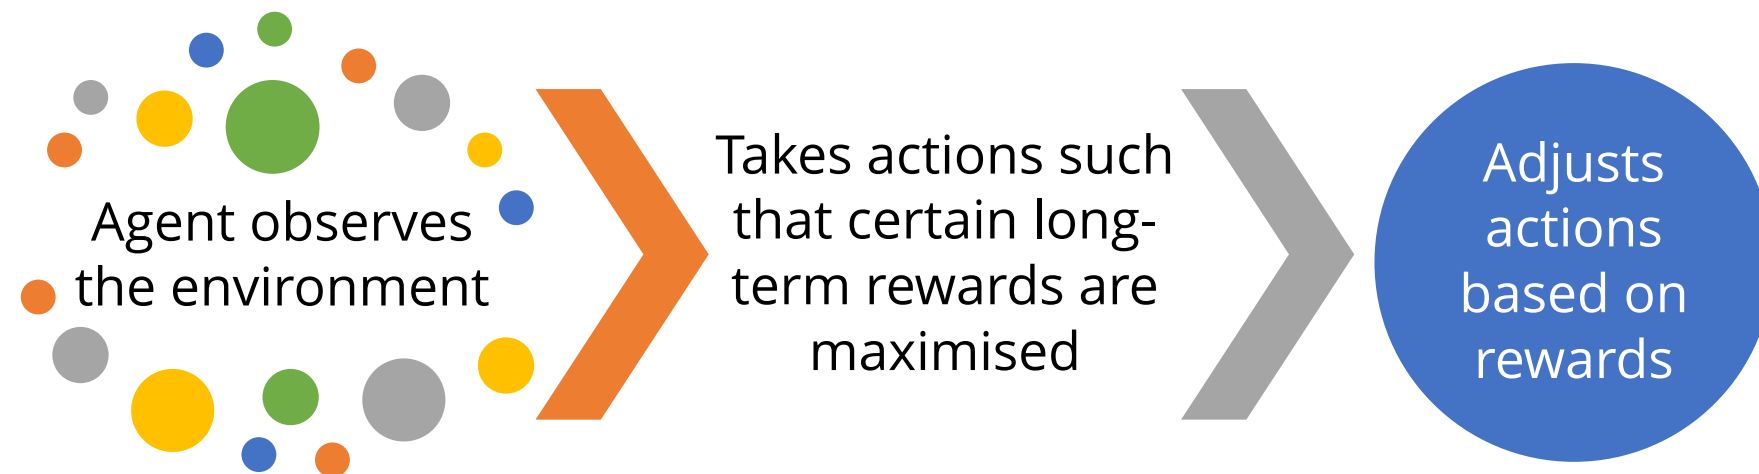 Agent observes
the environment
Takes actions such
that certain long-
term rewards are
maximised
Adjusts
actions
based on
rewards